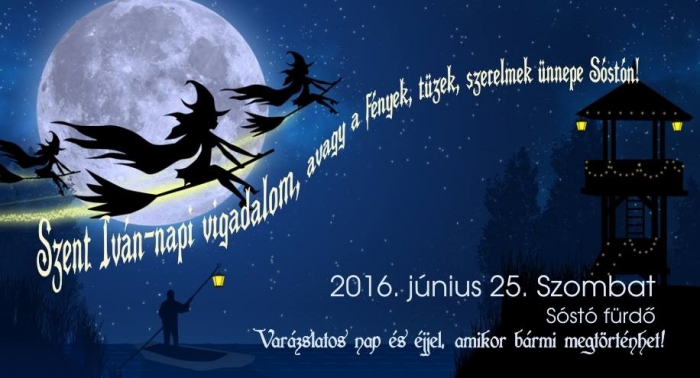 Szent Iván-napi vigadalom, avagy a Fények, tüzek, szerelmek ünnepe Sóstón!
2016. június 25. Szombat
Sóstó fürdő
Varázslatos nap és éjjel, amikor bármi megtörténhet!